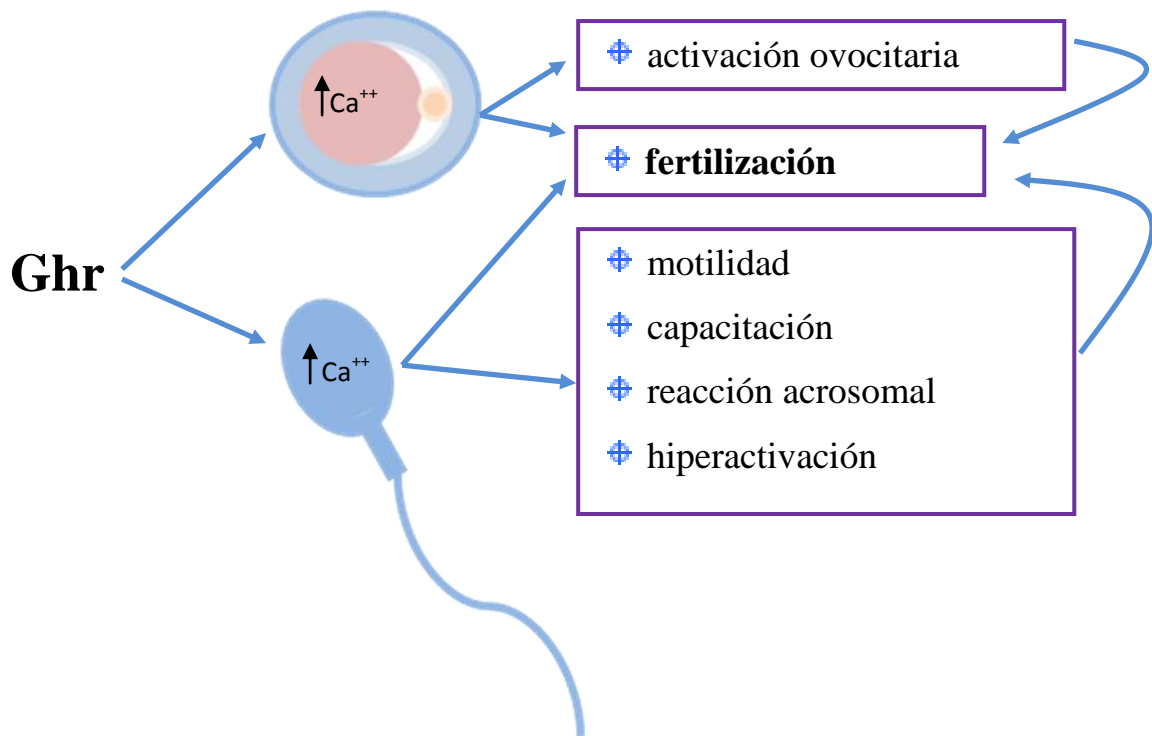 Ghr
↑Ca⁺⁺
↑Ca⁺⁺
activación ovocitaria
fertilización
motilidad
capacitación
reacción acrosomal
hiperactivación